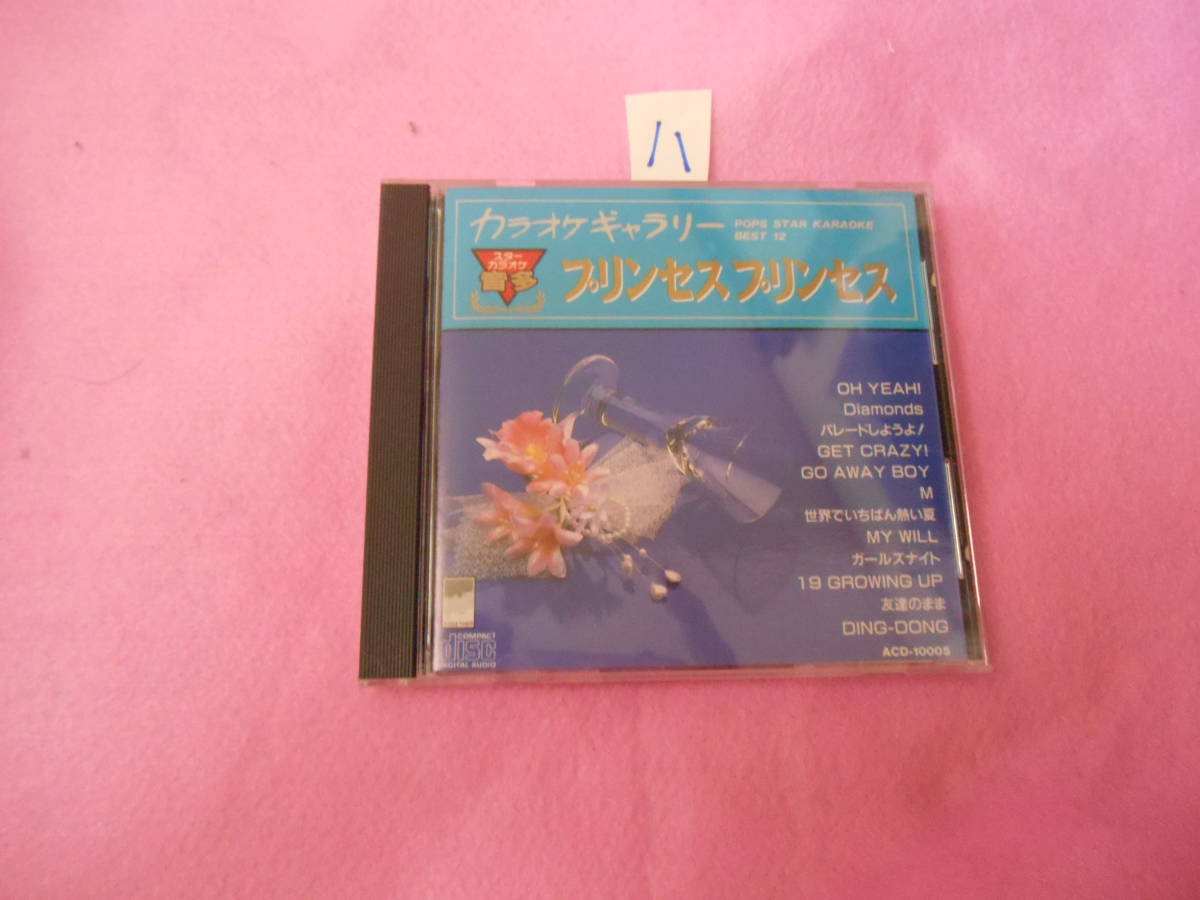 ハ
カラオケギャラリー
POPS STAR KARAOKE
BEST 12
スター
カラオケ
音多
プリンセス プリンセス
OH YEAH!
Diamonds
パレードしようよ!
GET CRAZY!
GO AWAY BOY
M
世界でいちばん熱い夏
MY WILL
ガールズナイト
19 GROWING UP
友達のまま
DING-DONG
COMPACT
disc
DIGITAL AUDIO
ACD-10005